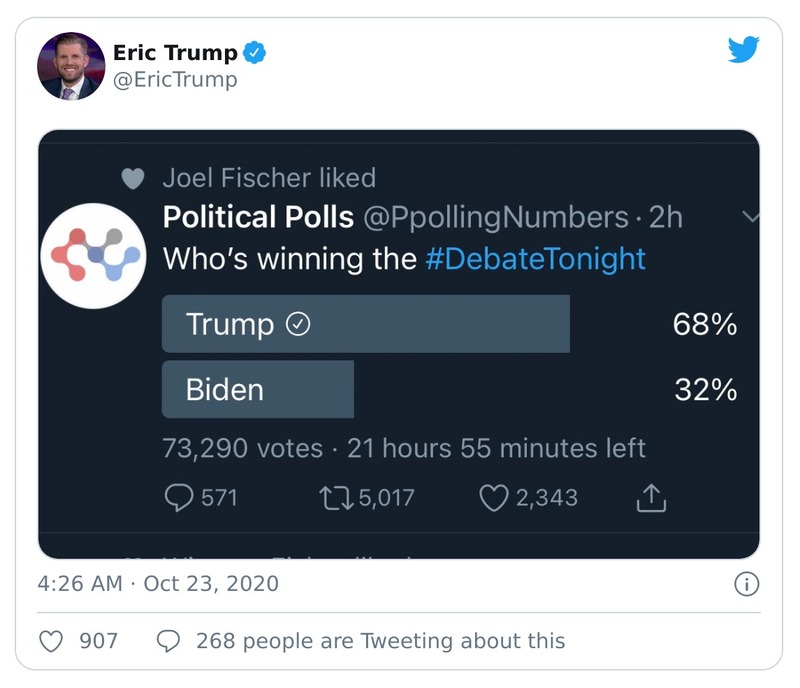 Eric Trump
@EricTrump
Joel Fischer liked
Political Polls @PpollingNumbers · 2h
Who’s winning the #DebateTonight
Trump 68%
Biden 32%
73,290 votes · 21 hours 55 minutes left
571 5,017 2,343
4:26 AM · Oct 23, 2020
907 268 people are Tweeting about this